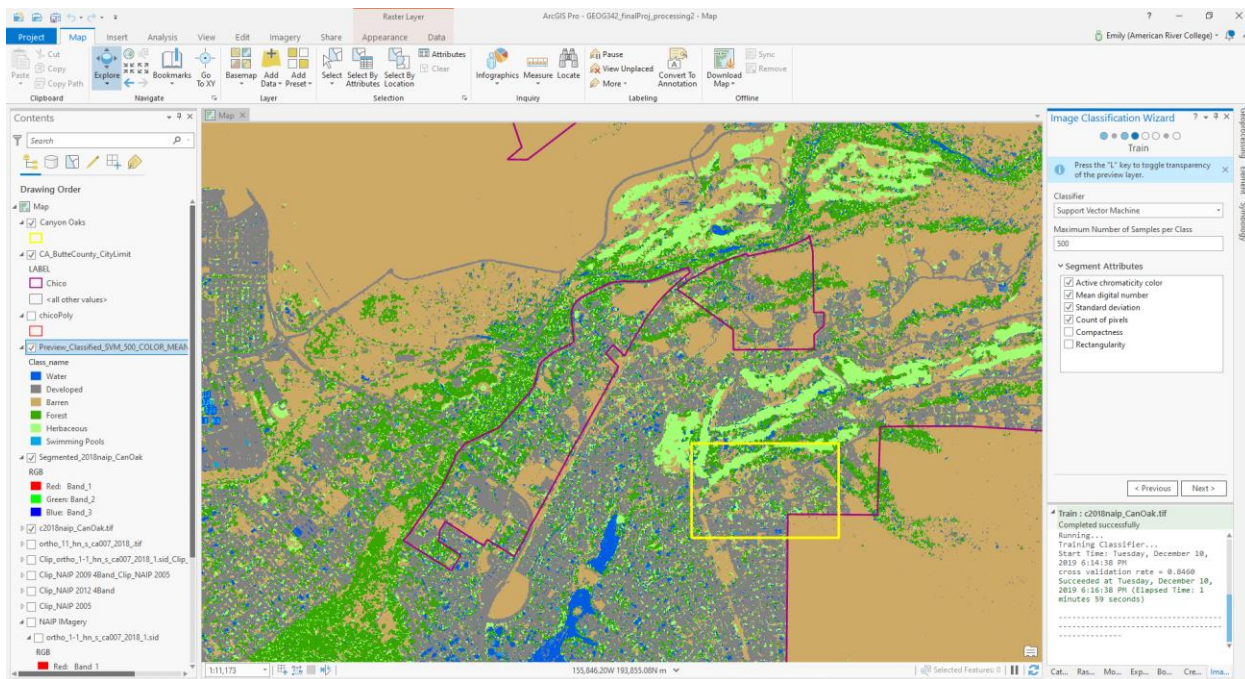 Raster Layer
ArcGIS Pro - GEOG342_finalProj_processing2 - Map
?
Project Map Insert Analysis View Edit Imagery Share Appearance Data
Emily (American River College)
Paste
Cut
Copy
Copy Path
Clipboard
Explore
Bookmarks
Go To XY
Navigate
Basemap
Add Data
Add Preset
Layer
Select
Select By Attributes
Select By Location
Attributes
Clear
Selection
Infographics
Measure
Locate
Inquiry
Pause
View Unplaced
More
Convert To Annotation
Labeling
Download Map
Sync
Remove
Offline
Contents
Search
Drawing Order
Map
Canyon Oaks
CA_ButteCounty_CityLimit
LABEL
Chico
<all other values>
chicoPoly
Preview_Classified_SVM_500_COLOR_MEAN
Class_name
Water
Developed
Barren
Forest
Herbaceous
Swimming Pools
Segmented_2018naip_CanOak
RGB
Red: Band_1
Green: Band_2
Blue: Band_3
c2018naip_CanOak.tif
ortho_11_hn_s_ca007_2018_.tif
Clip_ortho_1-1_hn_s_ca007_2018_1.sid_Clip_
Clip_NAIP 2009 4Band_Clip_NAIP 2005
Clip_NAIP 2012 4Band
Clip_NAIP 2005
NAIP IMagery
ortho_1-1_hn_s_ca007_2018_1.sid
RGB
Red: Band 1
Map
1:11,173
155,846.20W 193,855.08N m
Selected Features: 0
Image Classification Wizard
?
Train
Press the "L" key to toggle transparency
of the preview layer.
Classifier
Support Vector Machine
Maximum Number of Samples per Class
500
Segment Attributes
Active chromaticity color
Mean digital number
Standard deviation
Count of pixels
Compactness
Rectangularity
< Previous
Next >
Train : c2018naip_CanOak.tif
Completed successfully
Running...
Training Classifier...
Start Time: Tuesday, December 10,
2019 6:14:38 PM
cross validation rate = 0.8460
Succeeded at Tuesday, December 10,
2019 6:16:38 PM (Elapsed Time: 1
minutes 59 seconds)
Cat... Ras... Mo... Exp... Bo... Cre... Ima...
Geoprocessing
Element
Symbology